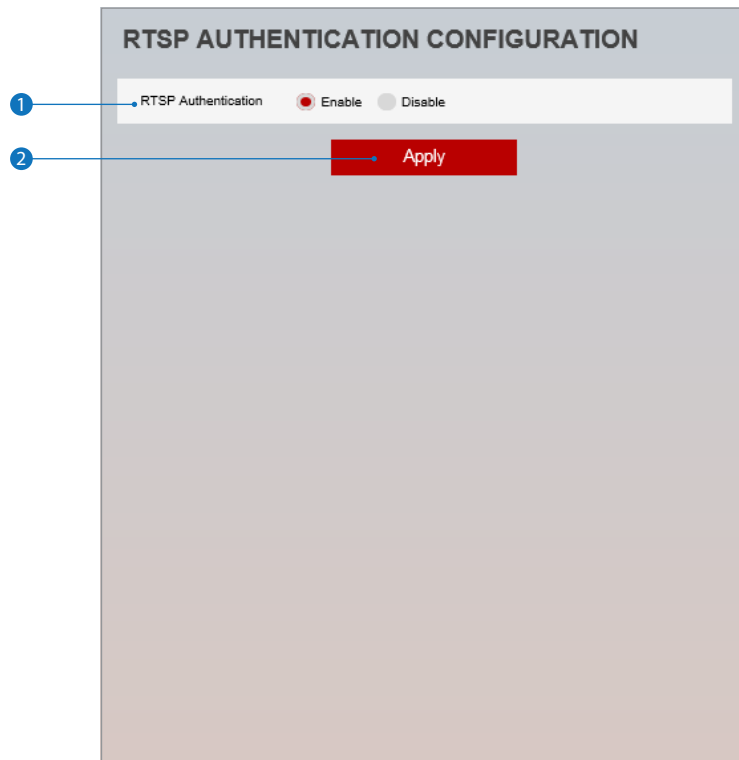 RTSP AUTHENTICATION CONFIGURATION
1 RTSP Authentication Enable Disable
2 Apply